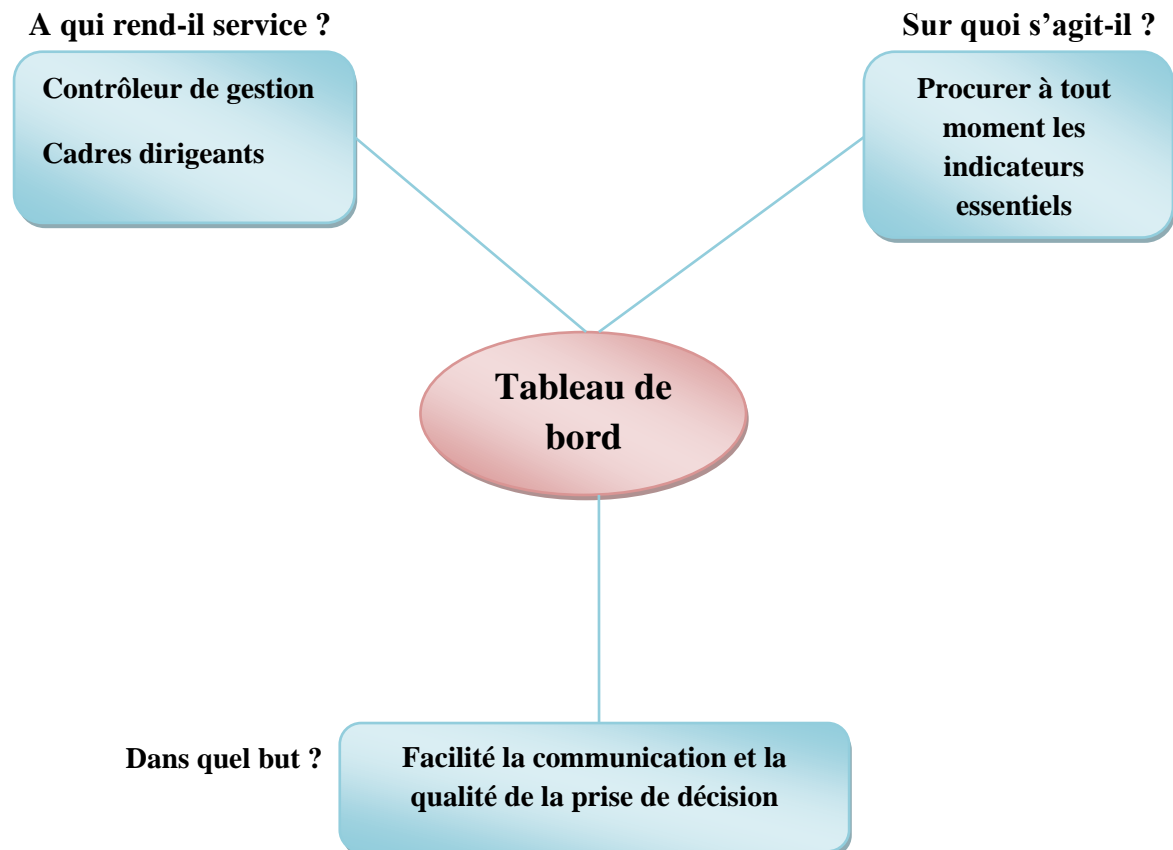 A qui rend-il service ?
Sur quoi s’agit-il ?
Contrôleur de gestion
Cadres dirigeants
Procurer à tout
moment les
indicateurs
essentiels
Tableau de
bord
Dans quel but ?
Facilité la communication et la
qualité de la prise de décision